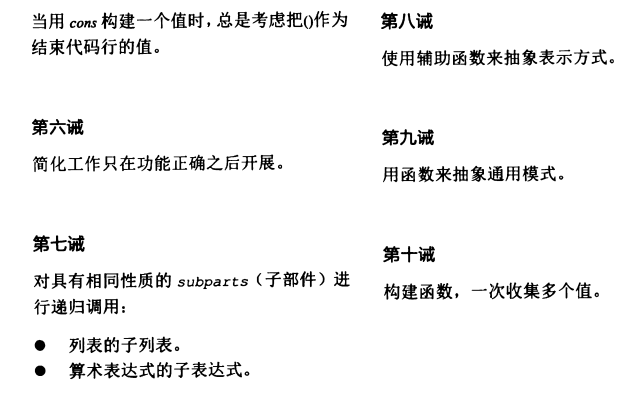 当用 cons 构建一个值时，总是考虑把()作为
结束代码行的值。
第六诫
简化工作只在功能正确之后开展。
第七诫
对具有相同性质的 subparts（子部件）进
行递归调用：
● 列表的子列表。
● 算术表达式的子表达式。
第八诫
使用辅助函数来抽象表示方式。
第九诫
用函数来抽象通用模式。
第十诫
构建函数，一次收集多个值。